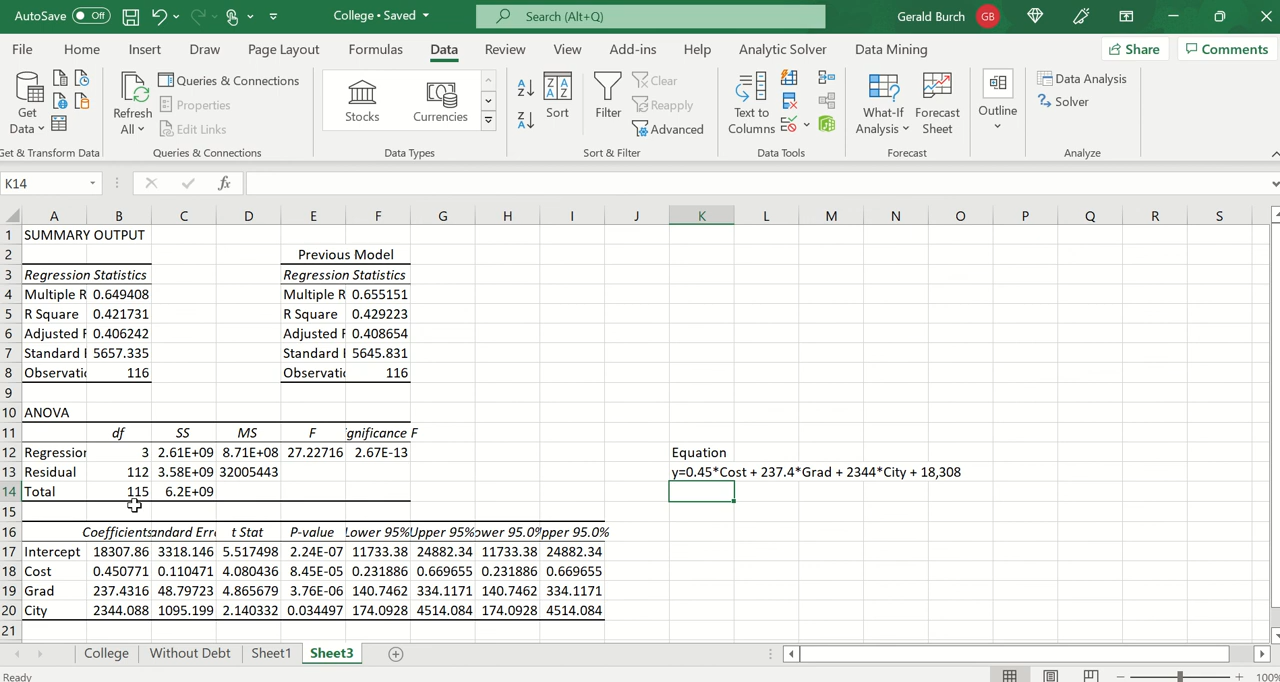 AutoSave Off College • Saved Search (Alt+Q) Gerald Burch GB
File Home Insert Draw Page Layout Formulas Data Review View Add-ins Help Analytic Solver Data Mining Share Comments
Get Data Refresh All Queries & Connections Properties Edit Links Stocks Currencies Sort Filter Clear Reapply Advanced Text to Columns What-If Analysis Forecast Sheet Outline Data Analysis Solver
Get & Transform Data Queries & Connections Data Types Sort & Filter Data Tools Forecast Analyze
K14 fx
A B C D E F G H I J K L M N O P Q R S
1 SUMMARY OUTPUT
2 Previous Model
3 Regression Statistics Regression Statistics
4 Multiple R 0.649408 Multiple R 0.655151
5 R Square 0.421731 R Square 0.429223
6 Adjusted F 0.406242 Adjusted F 0.408654
7 Standard I 5657.335 Standard I 5645.831
8 Observatio 116 Observatio 116
9
10 ANOVA
11 df SS MS F ignificance F
12 Regression 3 2.61E+09 8.71E+08 27.22716 2.67E-13 Equation
13 Residual 112 3.58E+09 32005443 y=0.45*Cost + 237.4*Grad + 2344*City + 18,308
14 Total 115 6.2E+09
15
16 Coefficients andard Erro t Stat P-value Lower 95% Upper 95% ower 95.0% pper 95.0%
17 Intercept 18307.86 3318.146 5.517498 2.24E-07 11733.38 24882.34 11733.38 24882.34
18 Cost 0.450771 0.110471 4.080436 8.45E-05 0.231886 0.669655 0.231886 0.669655
19 Grad 237.4316 48.79723 4.865679 3.76E-06 140.7462 334.1171 140.7462 334.1171
20 City 2344.088 1095.199 2.140332 0.034497 174.0928 4514.084 174.0928 4514.084
21
College Without Debt Sheet1 Sheet3
Ready 100%